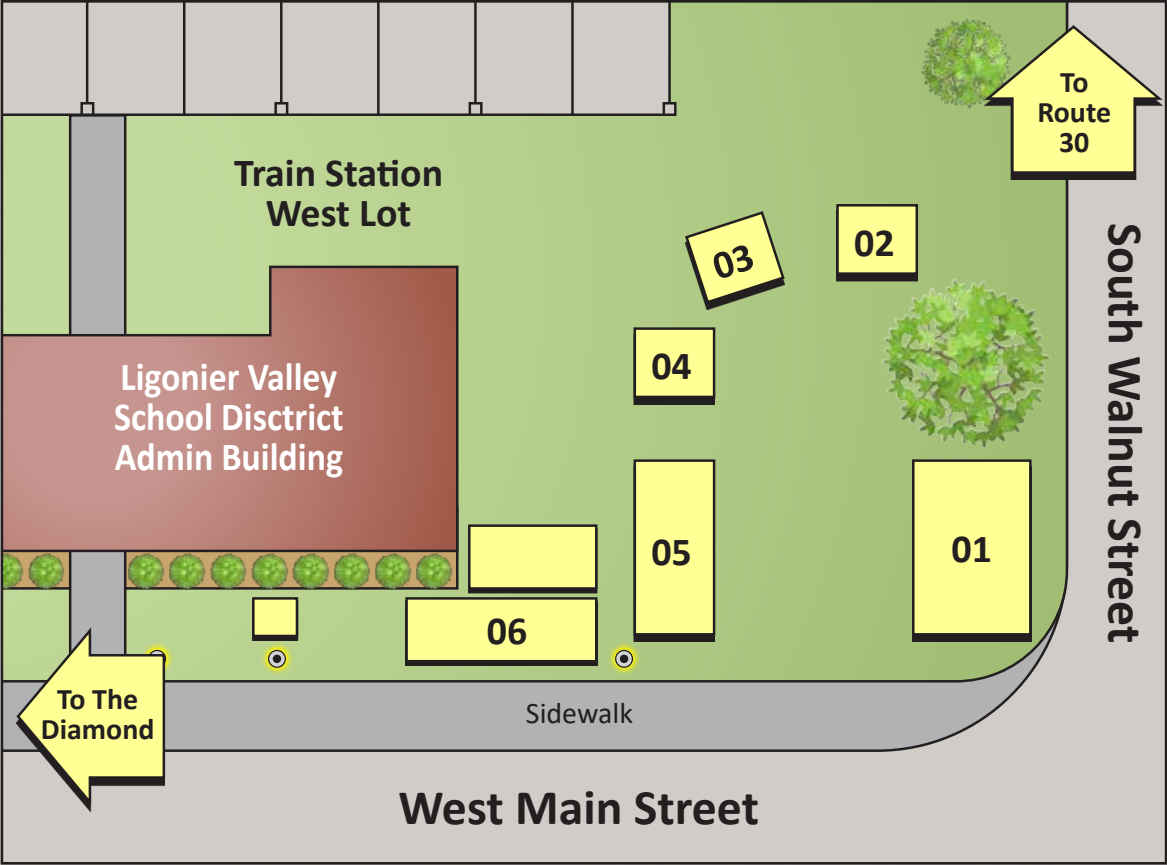 To
Route
30
Train Station
West Lot
03
02
South Walnut Street
04
Ligonier Valley
School Disctrict
Admin Building
05
01
06
To The
Diamond
Sidewalk
West Main Street